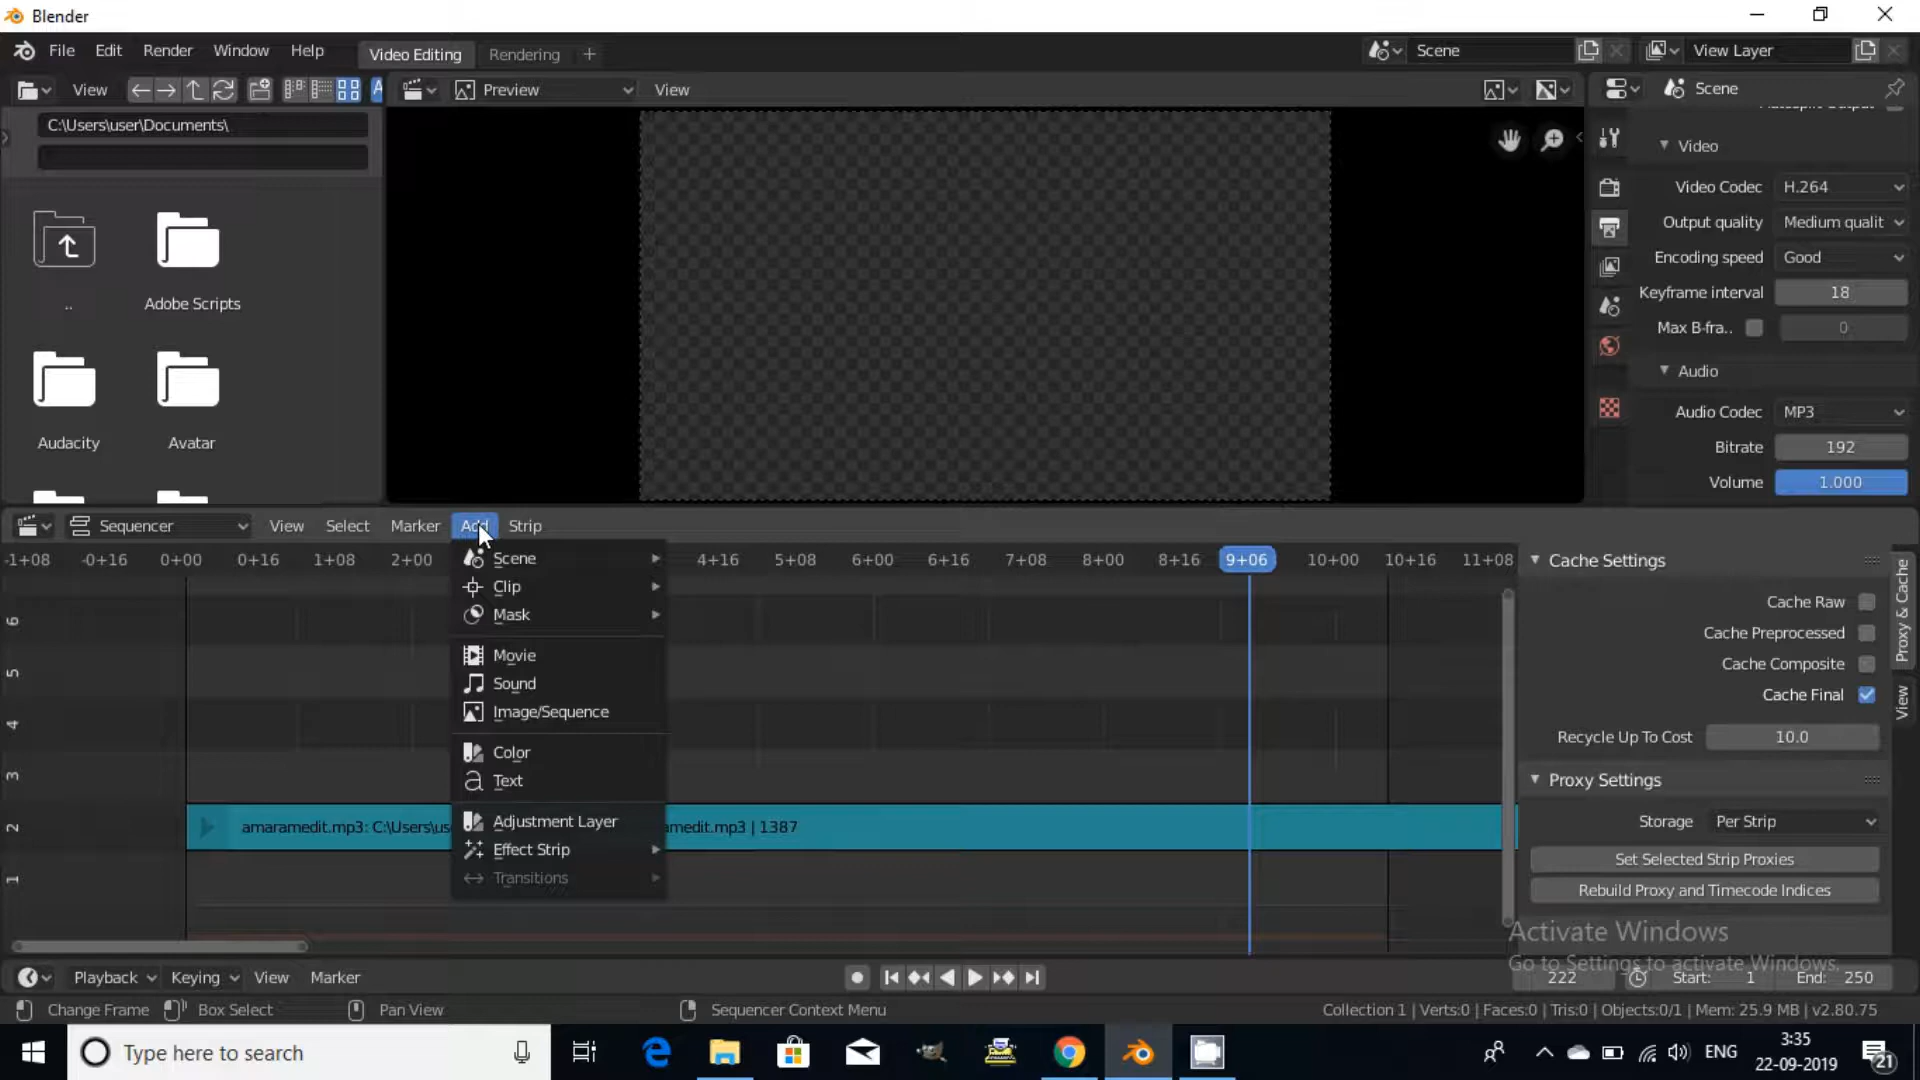 Blender
File Edit Render Window Help Video Editing Rendering + Scene View Layer
View Preview View Scene
C:\Users\user\Documents\
..
Adobe Scripts
Audacity
Avatar
Video
Video Codec H.264
Output quality Medium qualit
Encoding speed Good
Keyframe interval 18
Max B-fra.. 0
Audio
Audio Codec MP3
Bitrate 192
Volume 1.000
Sequencer View Select Marker Add Strip
-1+08 -0+16 0+00 0+16 1+08 2+00 4+16 5+08 6+00 6+16 7+08 8+00 8+16 9+06 10+00 10+16 11+08
6
5
4
3
2
1
Scene
Clip
Mask
Movie
Sound
Image/Sequence
Color
Text
Adjustment Layer
Effect Strip
Transitions
amaramedit.mp3: C:\Users\us
amedit.mp3 | 1387
Cache Settings
Cache Raw
Cache Preprocessed
Cache Composite
Cache Final
Recycle Up To Cost 10.0
Proxy Settings
Storage Per Strip
Set Selected Strip Proxies
Rebuild Proxy and Timecode Indices
Proxy & Cache
View
Activate Windows
Go to Settings to activate Windows.
Playback Keying View Marker 222 Start: 1 End: 250
Change Frame Box Select Pan View Sequencer Context Menu Collection 1 | Verts:0 | Faces:0 | Tris:0 | Objects:0/1 | Mem: 25.9 MB | v2.80.75
Type here to search ENG 3:35
22-09-2019
21